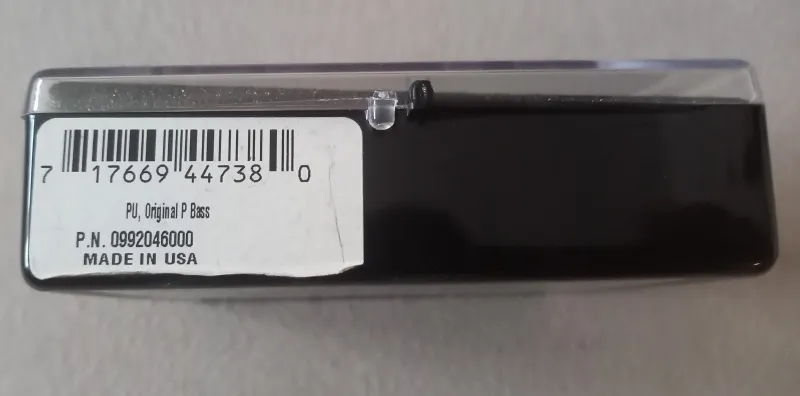 7 17669 44738 0
PU, Original P Bass
P.N. 0992046000
MADE IN USA